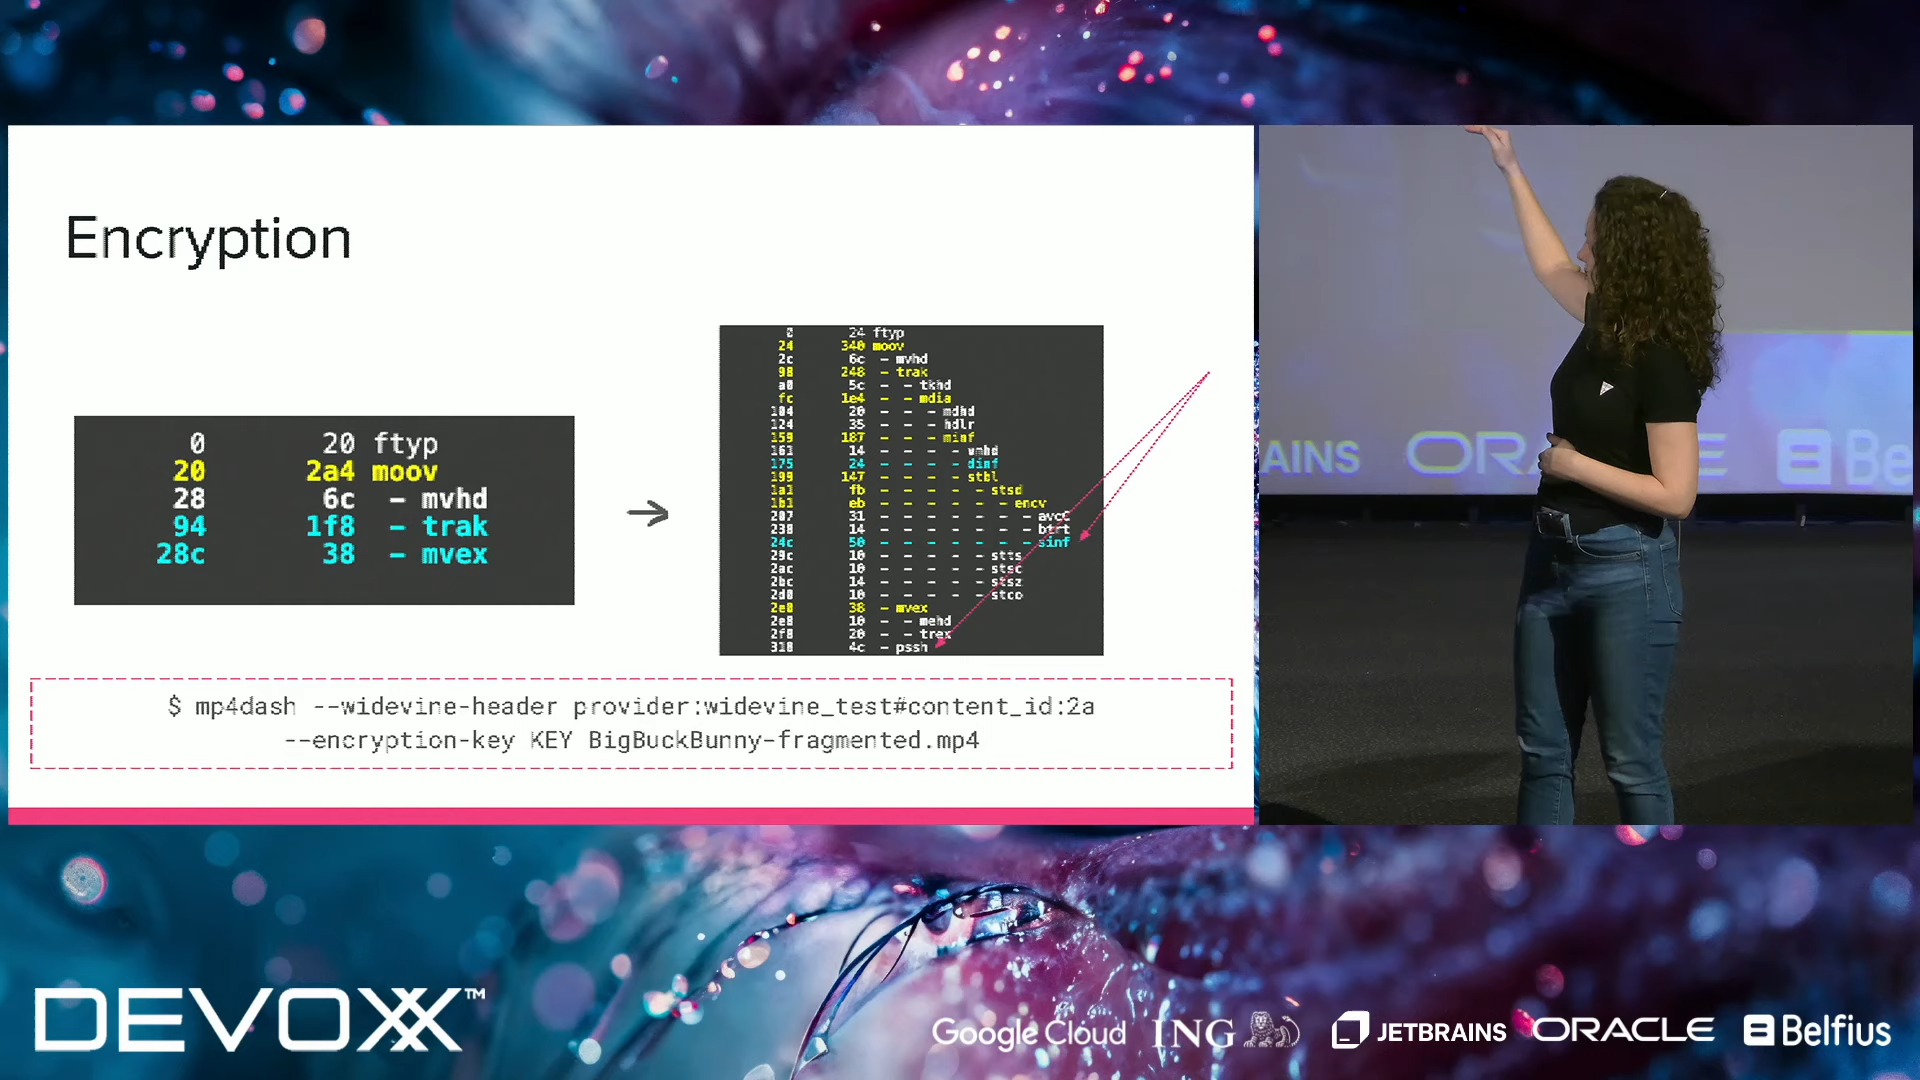 Encryption
0 20 ftyp
20 2a4 moov
28 6c - mvhd
94 1f8 - trak
28c 38 - mvex
0 24 ftyp
24 340 moov
2c 6c - mvhd
98 248 - trak
a0 5c - - tkhd
fc 1e4 - - mdia
104 20 - - - mdhd
124 35 - - - hdlr
159 187 - - - minf
161 14 - - - - vmhd
175 24 - - - - dinf
199 147 - - - - stbl
1a1 fb - - - - - stsd
1b1 eb - - - - - - encv
207 31 - - - - - - - avcC
238 14 - - - - - - - btrt
24c 50 - - - - - - - sinf
29c 10 - - - - - stts
2ac 10 - - - - - stsc
2bc 14 - - - - - stsz
2d0 10 - - - - - stco
2e0 38 - mvex
2e8 10 - - mehd
2f8 20 - - trex
318 4c - pssh
$ mp4dash --widevine-header provider:widevine_test#content_id:2a
--encryption-key KEY BigBuckBunny-fragmented.mp4
AINS ORACLE Be
DEVOXX™
Google Cloud ING JETBRAINS ORACLE Belfius